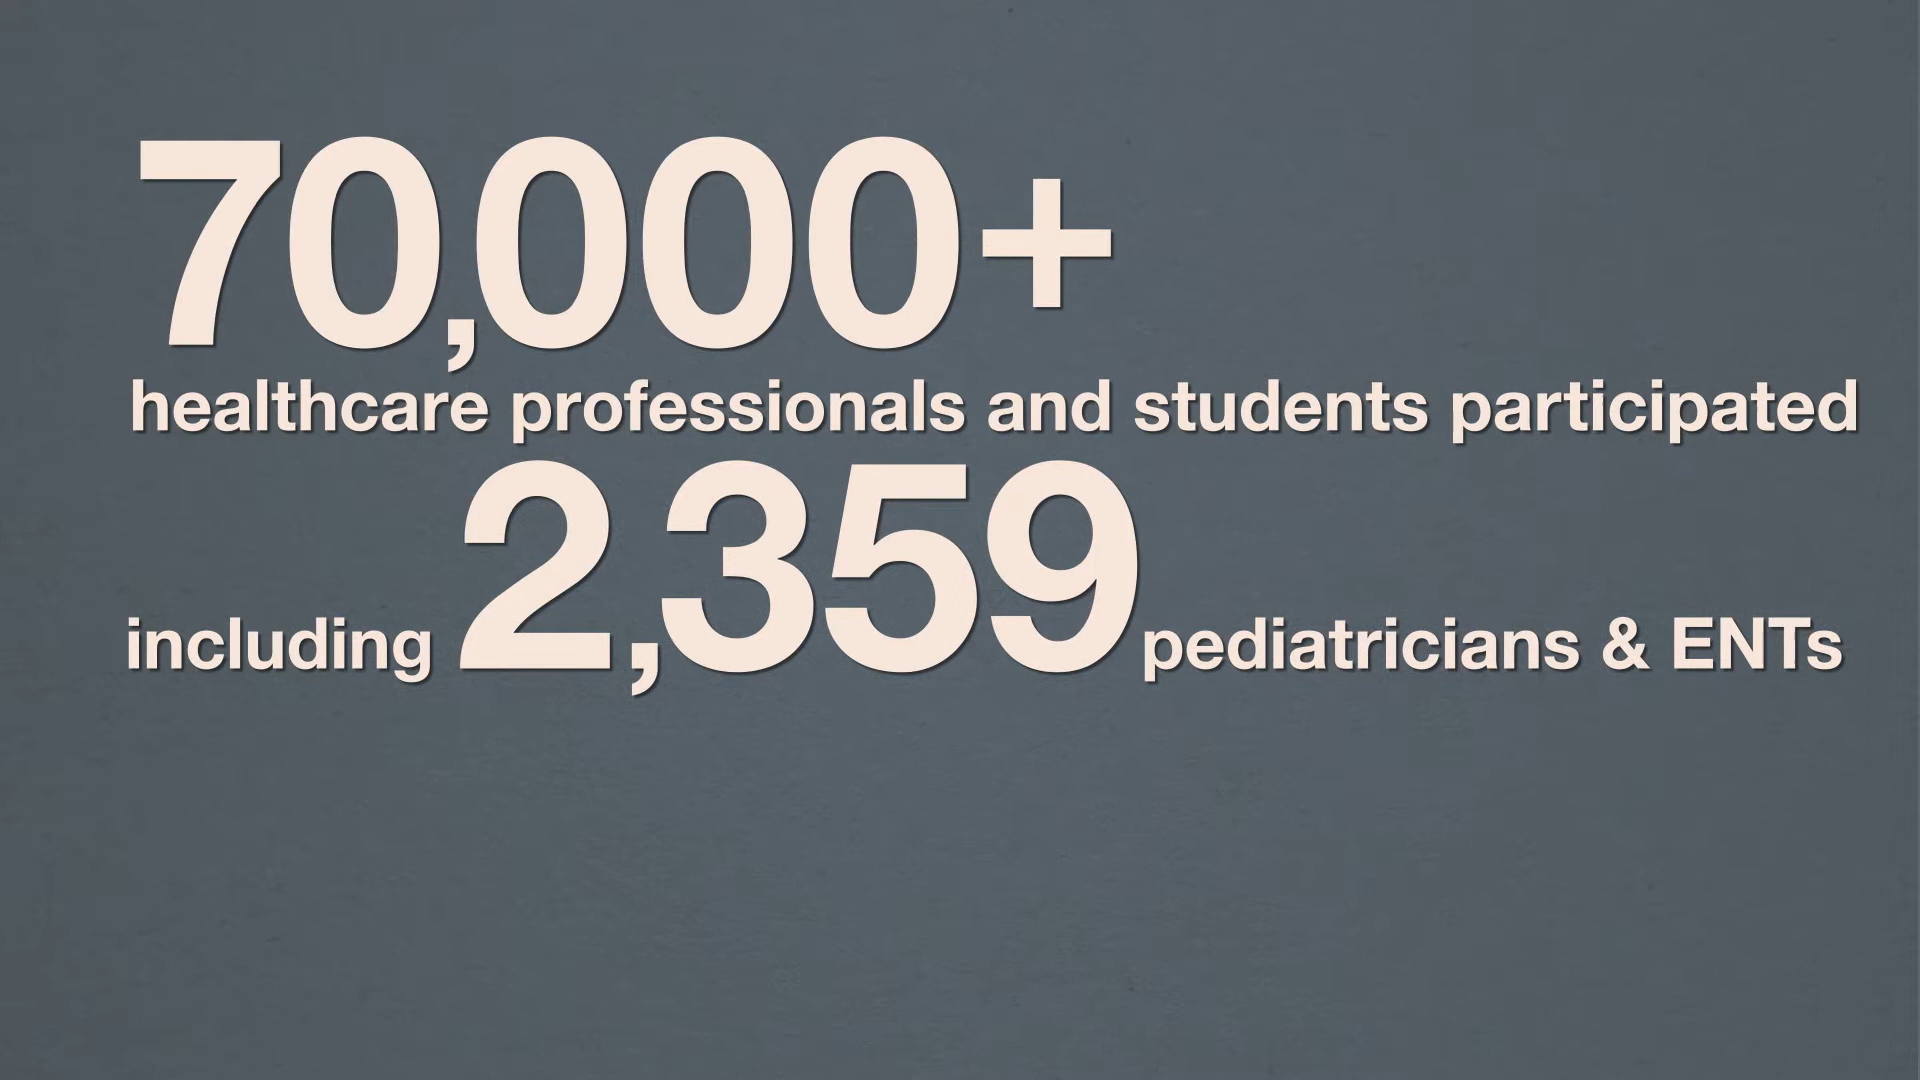 70,000+
healthcare professionals and students participated
including 2,359 pediatricians & ENTs